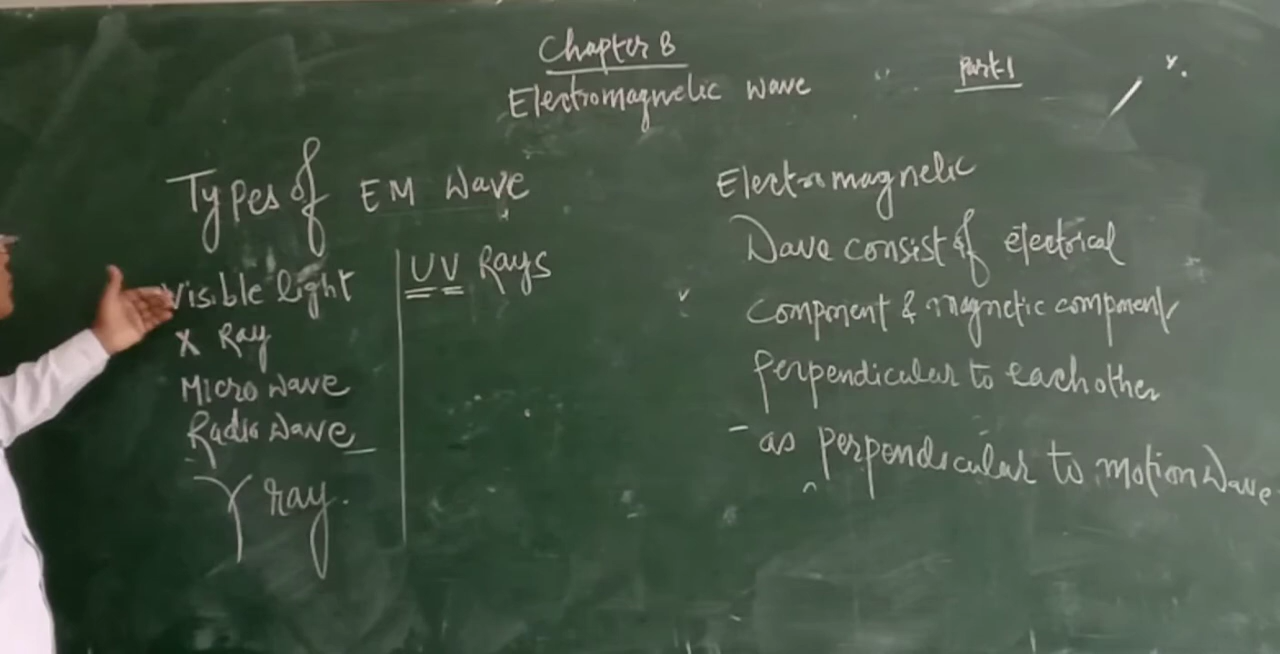 Chapter 8
Electromagnetic wave
Part-1
Types of EM Wave
Visible light
X Ray
Micro wave
Radio wave
γ ray.
UV Rays
Electromagnetic
Wave consist of electrical
component & magnetic component
perpendicular to each other
as perpendicular to motion wave